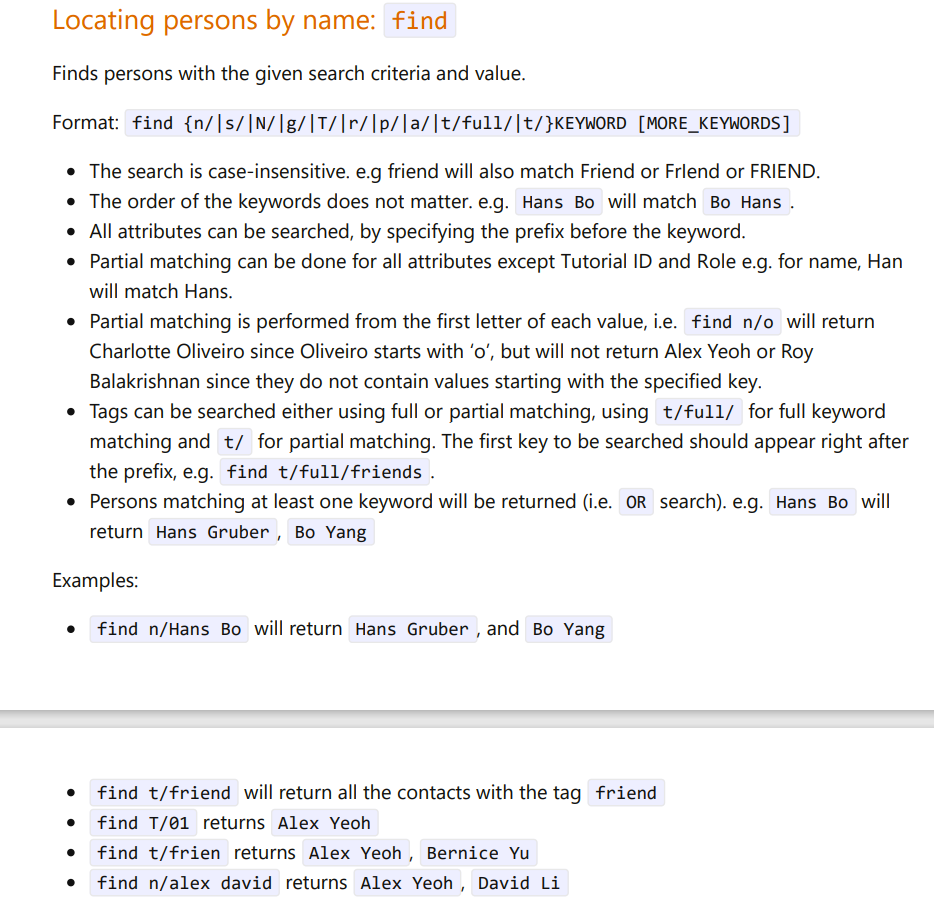 Locating persons by name: find
Finds persons with the given search criteria and value.
Format: find {n/|s/|N/|g/|T/|r/|p/|a/|t/full/|t/}KEYWORD [MORE_KEYWORDS]
• The search is case-insensitive. e.g friend will also match Friend or FrIend or FRIEND.
• The order of the keywords does not matter. e.g. Hans Bo will match Bo Hans.
• All attributes can be searched, by specifying the prefix before the keyword.
• Partial matching can be done for all attributes except Tutorial ID and Role e.g. for name, Han
will match Hans.
• Partial matching is performed from the first letter of each value, i.e. find n/o will return
Charlotte Oliveiro since Oliveiro starts with ‘o’, but will not return Alex Yeoh or Roy
Balakrishnan since they do not contain values starting with the specified key.
• Tags can be searched either using full or partial matching, using t/full/ for full keyword
matching and t/ for partial matching. The first key to be searched should appear right after
the prefix, e.g. find t/full/friends.
• Persons matching at least one keyword will be returned (i.e. OR search). e.g. Hans Bo will
return Hans Gruber, Bo Yang
Examples:
• find n/Hans Bo will return Hans Gruber, and Bo Yang
• find t/friend will return all the contacts with the tag friend
• find T/01 returns Alex Yeoh
• find t/frien returns Alex Yeoh, Bernice Yu
• find n/alex david returns Alex Yeoh, David Li